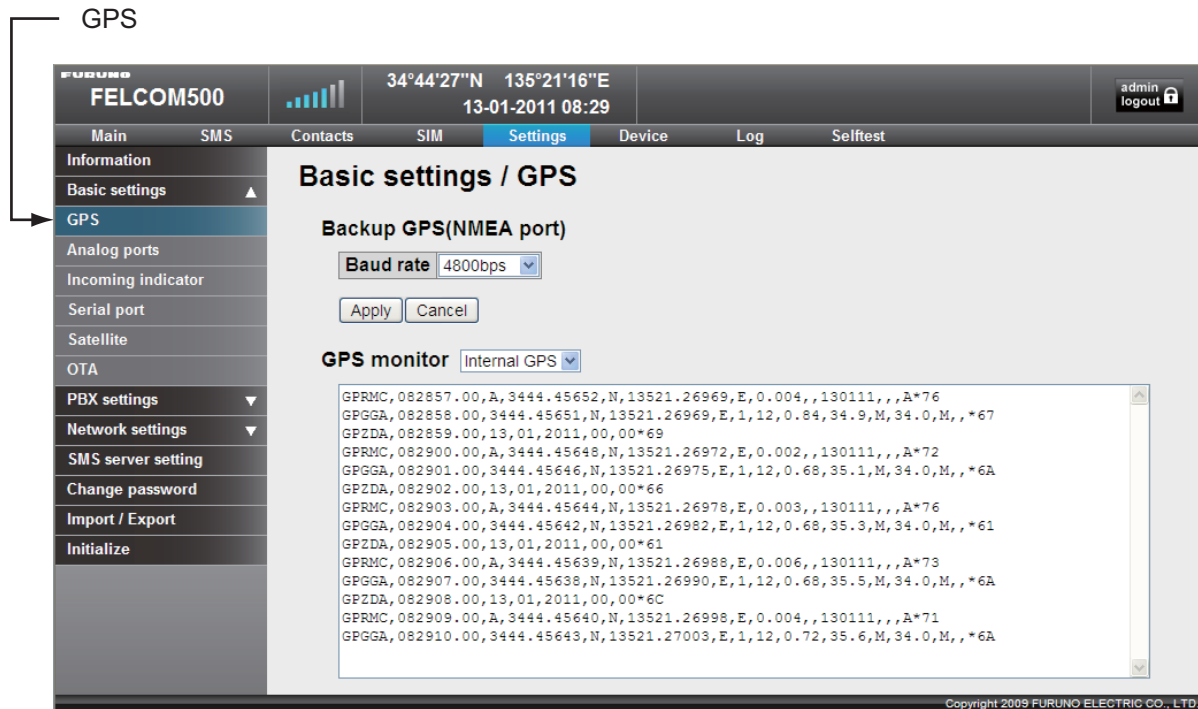 GPS
FURUNO
FELCOM500
34°44'27"N 135°21'16"E
13-01-2011 08:29
admin
logout
Main SMS Contacts SIM Settings Device Log Selftest
Information
Basic settings ▲
GPS
Analog ports
Incoming indicator
Serial port
Satellite
OTA
PBX settings ▼
Network settings ▼
SMS server setting
Change password
Import / Export
Initialize
Basic settings / GPS
Backup GPS(NMEA port)
Baud rate 4800bps
Apply Cancel
GPS monitor Internal GPS
GPRMC,082857.00,A,3444.45652,N,13521.26969,E,0.004,,130111,,,A*76
GPGGA,082858.00,3444.45651,N,13521.26969,E,1,12,0.84,34.9,M,34.0,M,,*67
GPZDA,082859.00,13,01,2011,00,00*69
GPRMC,082900.00,A,3444.45648,N,13521.26972,E,0.002,,130111,,,A*72
GPGGA,082901.00,3444.45646,N,13521.26975,E,1,12,0.68,35.1,M,34.0,M,,*6A
GPZDA,082902.00,13,01,2011,00,00*66
GPRMC,082903.00,A,3444.45644,N,13521.26978,E,0.003,,130111,,,A*76
GPGGA,082904.00,3444.45642,N,13521.26982,E,1,12,0.68,35.3,M,34.0,M,,*61
GPZDA,082905.00,13,01,2011,00,00*61
GPRMC,082906.00,A,3444.45639,N,13521.26988,E,0.006,,130111,,,A*73
GPGGA,082907.00,3444.45638,N,13521.26990,E,1,12,0.68,35.5,M,34.0,M,,*6A
GPZDA,082908.00,13,01,2011,00,00*6C
GPRMC,082909.00,A,3444.45640,N,13521.26998,E,0.004,,130111,,,A*71
GPGGA,082910.00,3444.45643,N,13521.27003,E,1,12,0.72,35.6,M,34.0,M,,*6A
Copyright 2009 FURUNO ELECTRIC CO., LTD